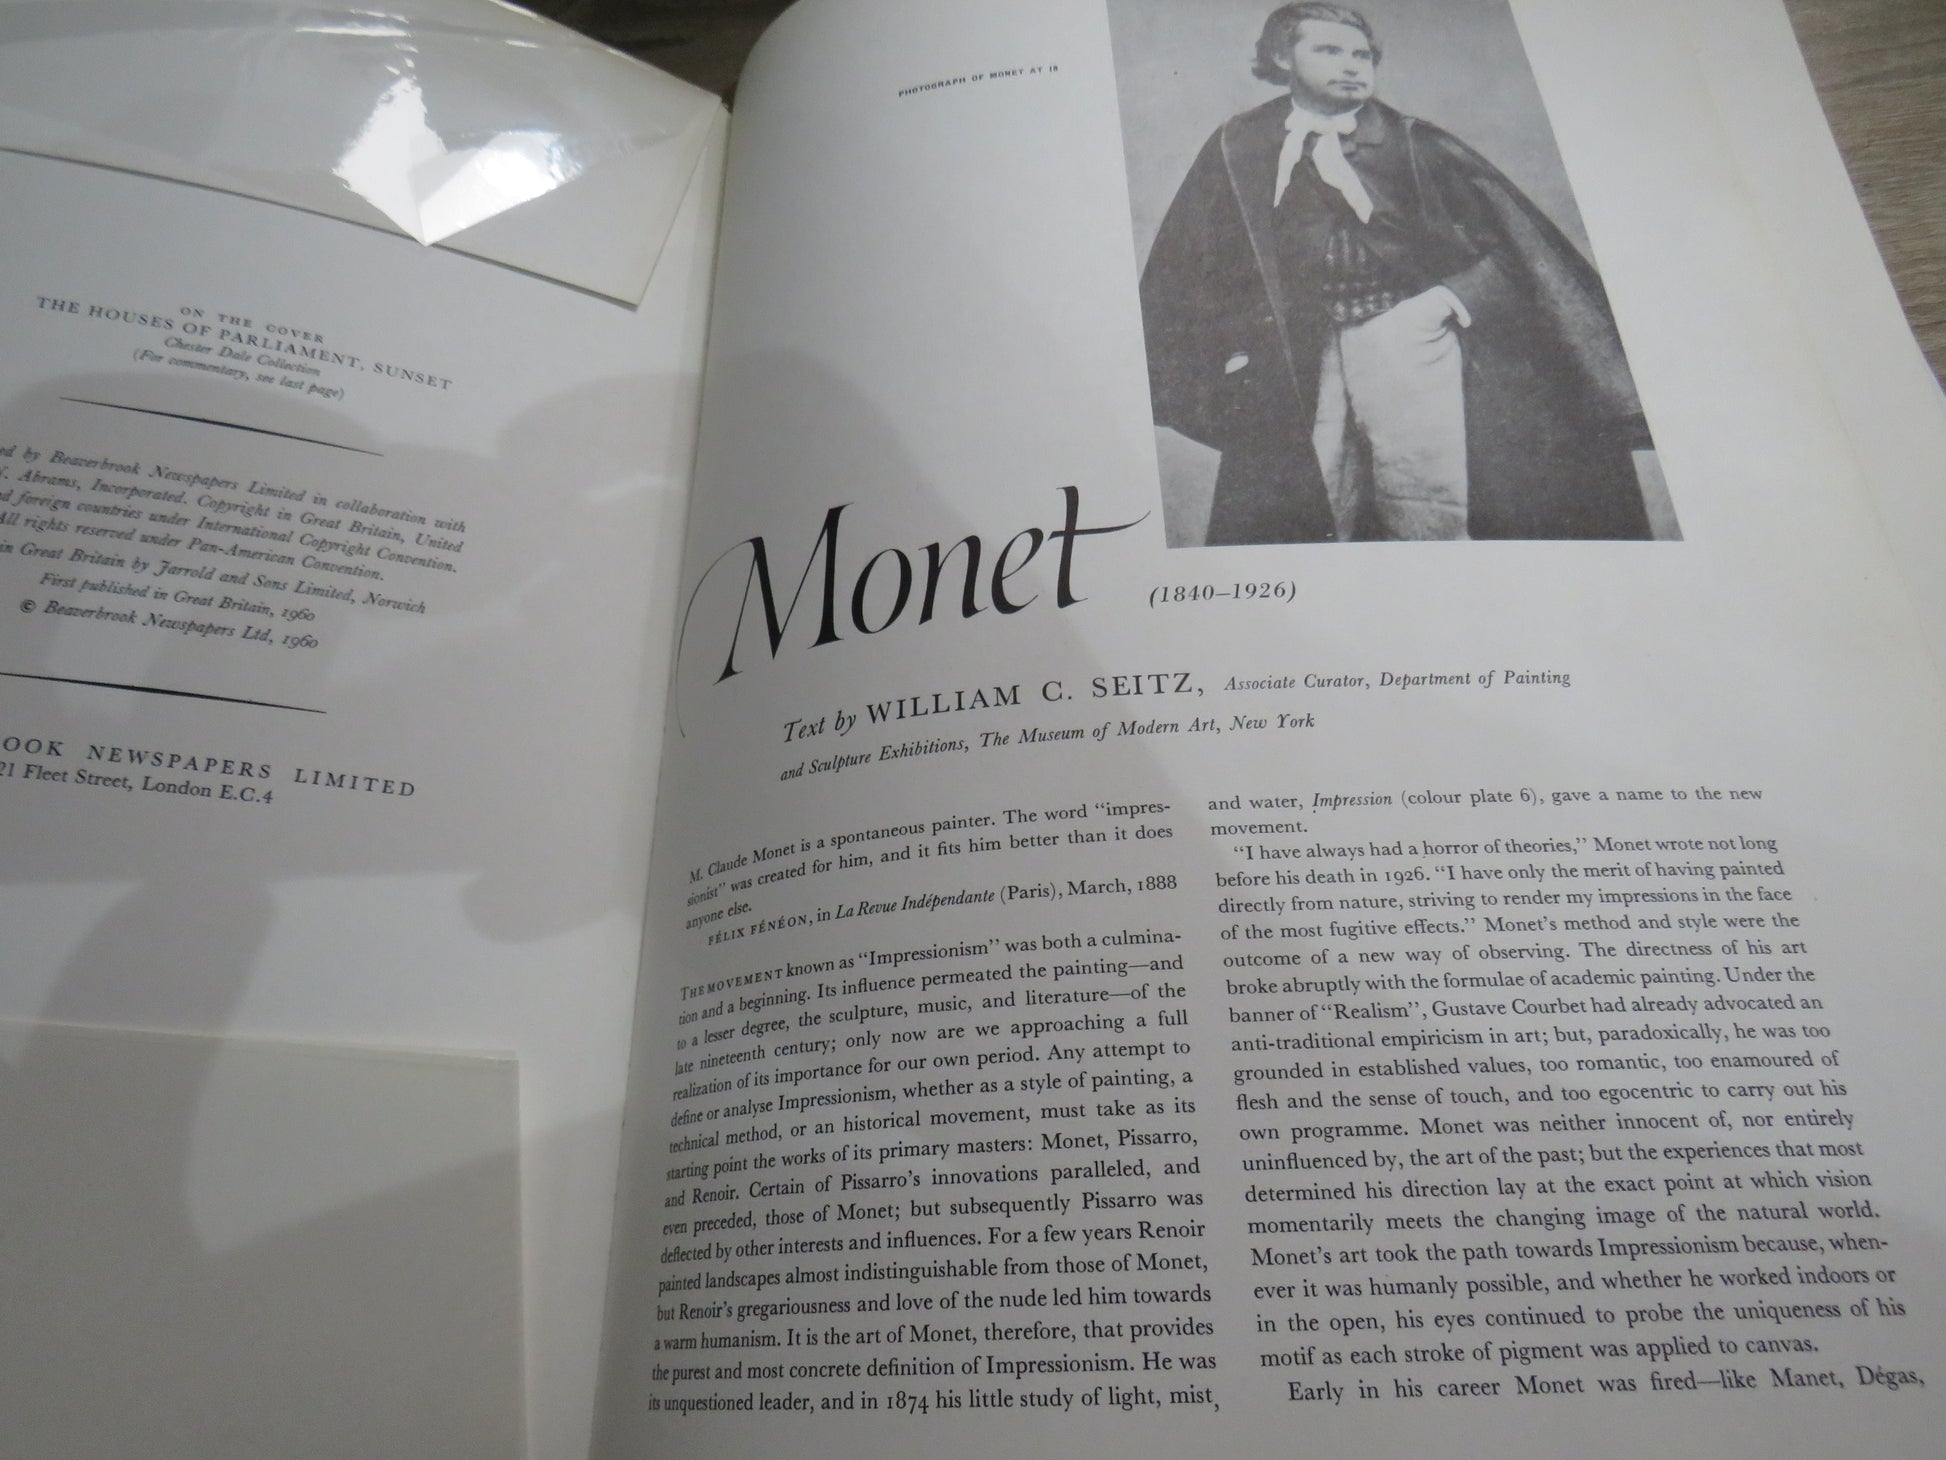 ON THE COVER
THE HOUSES OF PARLIAMENT, SUNSET
Chester Dale Collection
(For commentary, see last page)
by Beaverbrook Newspapers Limited in collaboration with
Abrams, Incorporated. Copyright in Great Britain, United
foreign countries under International Copyright Convention.
All rights reserved under Pan-American Convention.
in Great Britain by Jarrold and Sons Limited, Norwich
First published in Great Britain, 1960
© Beaverbrook Newspapers Ltd, 1960
OOK NEWSPAPERS LIMITED
21 Fleet Street, London E.C.4
PHOTOGRAPH OF MONET AT 18
Monet (1840–1926)
Text by WILLIAM C. SEITZ, Associate Curator, Department of Painting
and Sculpture Exhibitions, The Museum of Modern Art, New York
M. Claude Monet is a spontaneous painter. The word “impres-
sionist” was created for him, and it fits him better than it does
anyone else.
FÉLIX FÉNÉON, in La Revue Indépendante (Paris), March, 1888
THE MOVEMENT known as “Impressionism” was both a culmina-
tion and a beginning. Its influence permeated the painting—and
to a lesser degree, the sculpture, music, and literature—of the
late nineteenth century; only now are we approaching a full
realization of its importance for our own period. Any attempt to
define or analyse Impressionism, whether as a style of painting, a
technical method, or an historical movement, must take as its
starting point the works of its primary masters: Monet, Pissarro,
and Renoir. Certain of Pissarro’s innovations paralleled, and
even preceded, those of Monet; but subsequently Pissarro was
deflected by other interests and influences. For a few years Renoir
painted landscapes almost indistinguishable from those of Monet,
but Renoir’s gregariousness and love of the nude led him towards
a warm humanism. It is the art of Monet, therefore, that provides
the purest and most concrete definition of Impressionism. He was
its unquestioned leader, and in 1874 his little study of light, mist,
and water, Impression (colour plate 6), gave a name to the new
movement.
“I have always had a horror of theories,” Monet wrote not long
before his death in 1926. “I have only the merit of having painted
directly from nature, striving to render my impressions in the face
of the most fugitive effects.” Monet’s method and style were the
outcome of a new way of observing. The directness of his art
broke abruptly with the formulae of academic painting. Under the
banner of “Realism”, Gustave Courbet had already advocated an
anti-traditional empiricism in art; but, paradoxically, he was too
grounded in established values, too romantic, too enamoured of
flesh and the sense of touch, and too egocentric to carry out his
own programme. Monet was neither innocent of, nor entirely
uninfluenced by, the art of the past; but the experiences that most
determined his direction lay at the exact point at which vision
momentarily meets the changing image of the natural world.
Monet’s art took the path towards Impressionism because, when-
ever it was humanly possible, and whether he worked indoors or
in the open, his eyes continued to probe the uniqueness of his
motif as each stroke of pigment was applied to canvas.
Early in his career Monet was fired—like Manet, Dégas,